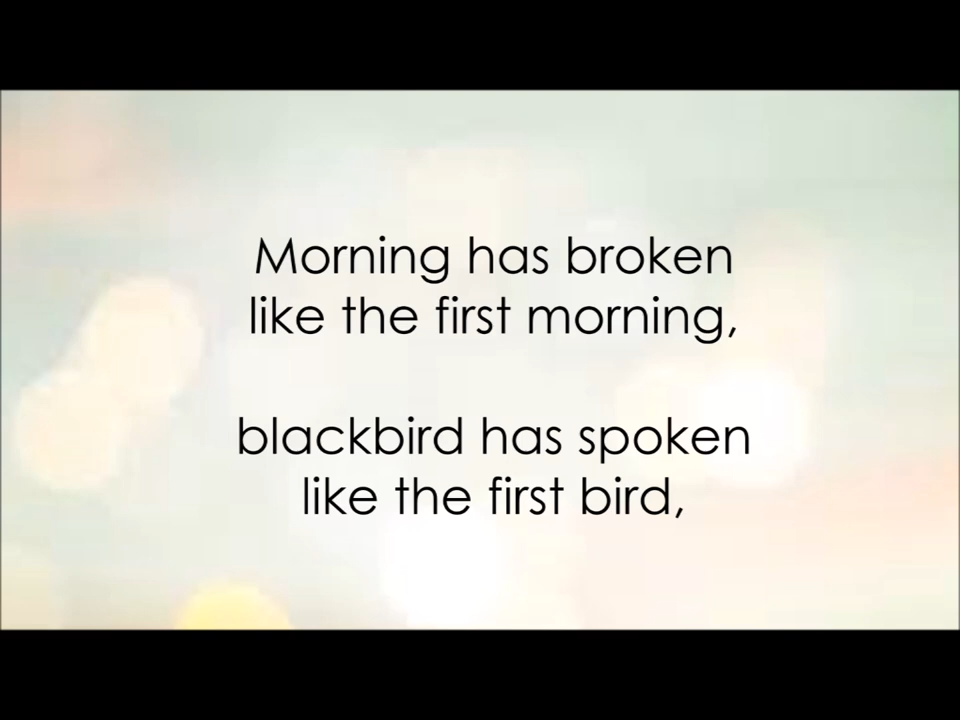 Morning has broken
like the first morning,
blackbird has spoken
like the first bird,